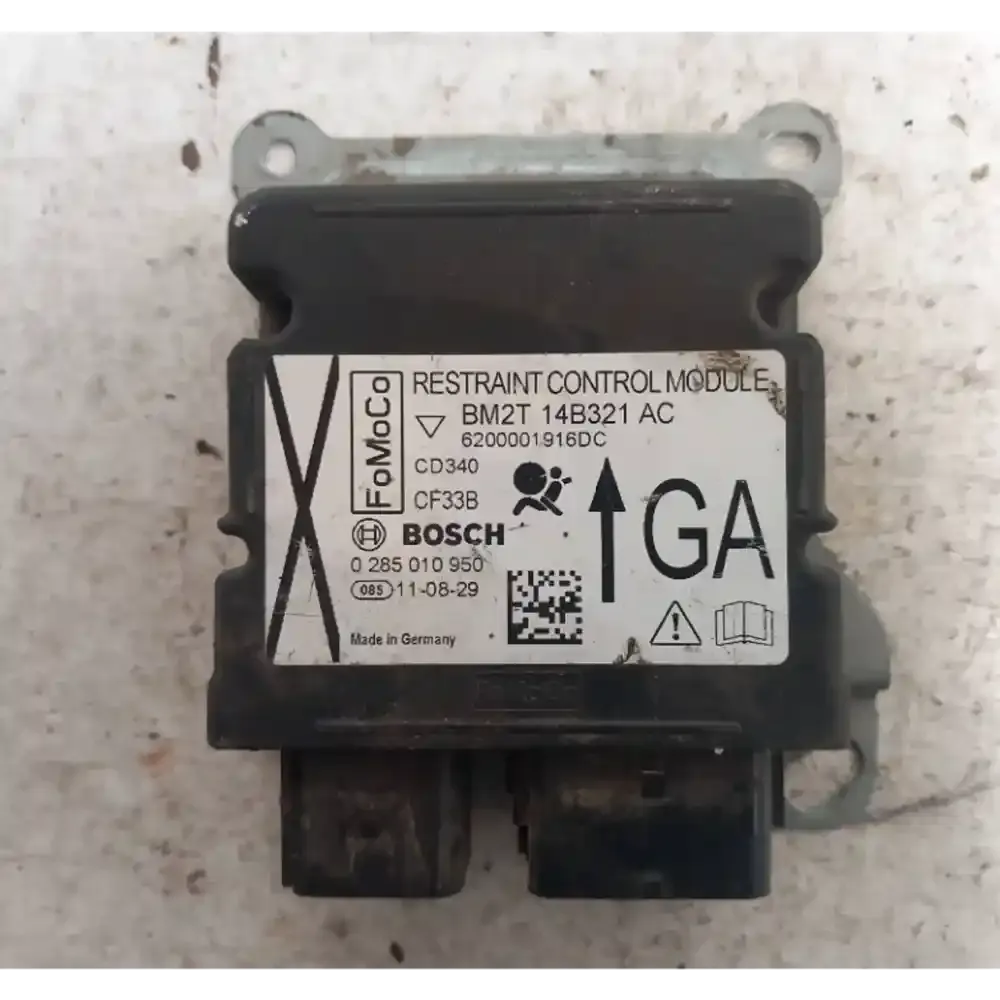 RESTRAINT CONTROL MODULE
FoMoCo
BM2T 14B321 AC
6200001916DC
CD340
CF33B
GA
BOSCH
0 285 010 950
085 11-08-29
Made in Germany